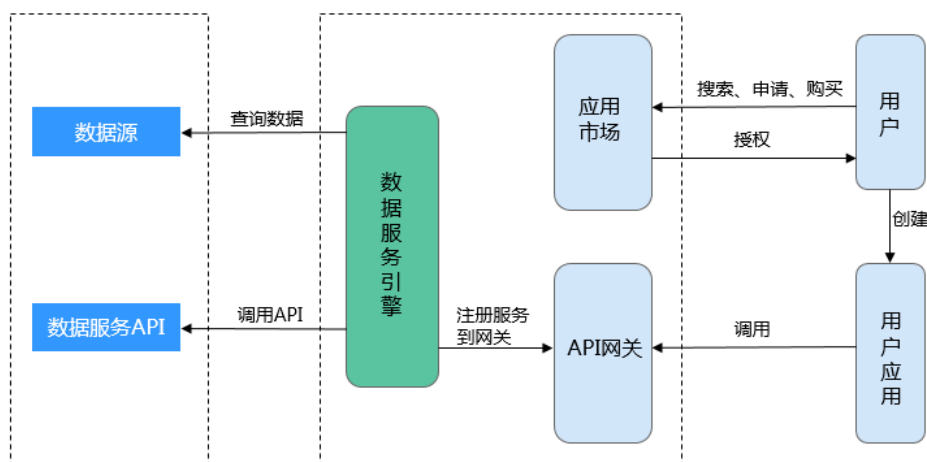 数据源
数据服务API
查询数据
调用API
数
据
服
务
引
擎
注册服务
到网关
应用
市场
API网关
搜索、申请、购买
授权
调用
用
户
创建
用
户
应
用